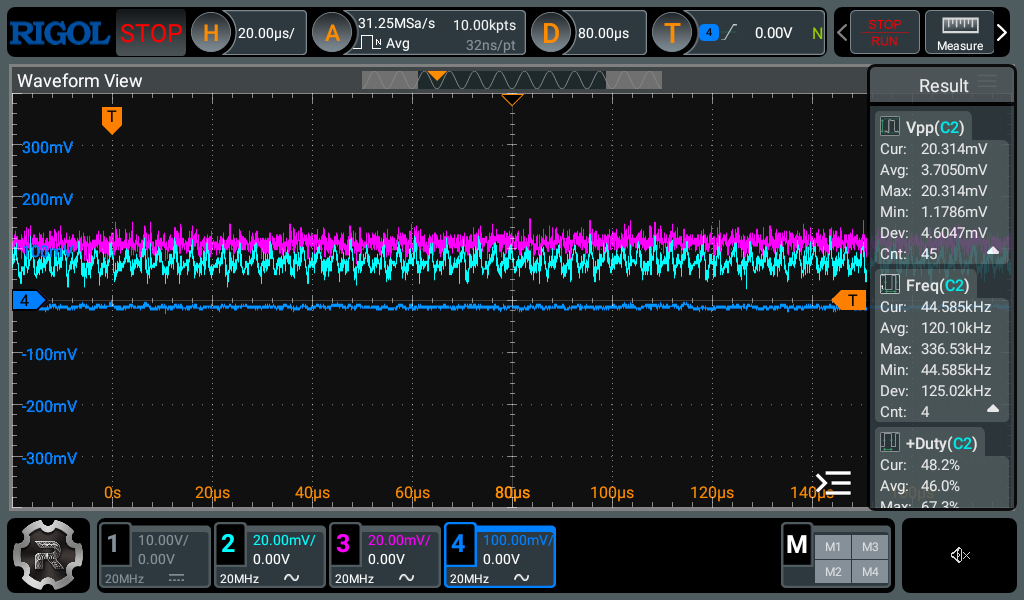 RIGOL STOP H 20.00µs/ A 31.25MSa/s 10.00kpts D 80.00µs T 4 0.00V N STOP RUN Measure
N Avg 32ns/pt
Waveform View
Result
T
300mV
200mV
4
T
-100mV
-200mV
-300mV
0s 20µs 40µs 60µs 80µs 100µs 120µs 140µs
Vpp(C2)
Cur: 20.314mV
Avg: 3.7050mV
Max: 20.314mV
Min: 1.1786mV
Dev: 4.6047mV
Cnt: 45
Freq(C2)
Cur: 44.585kHz
Avg: 120.10kHz
Max: 336.53kHz
Min: 44.585kHz
Dev: 125.02kHz
Cnt: 4
+Duty(C2)
Cur: 48.2%
Avg: 46.0%
Max: 67.3%
R
1 10.00V/ 0.00V 20MHz
2 20.00mV/ 0.00V 20MHz
3 20.00mV/ 0.00V 20MHz
4 100.00mV/ 0.00V 20MHz
M M1 M3
M2 M4